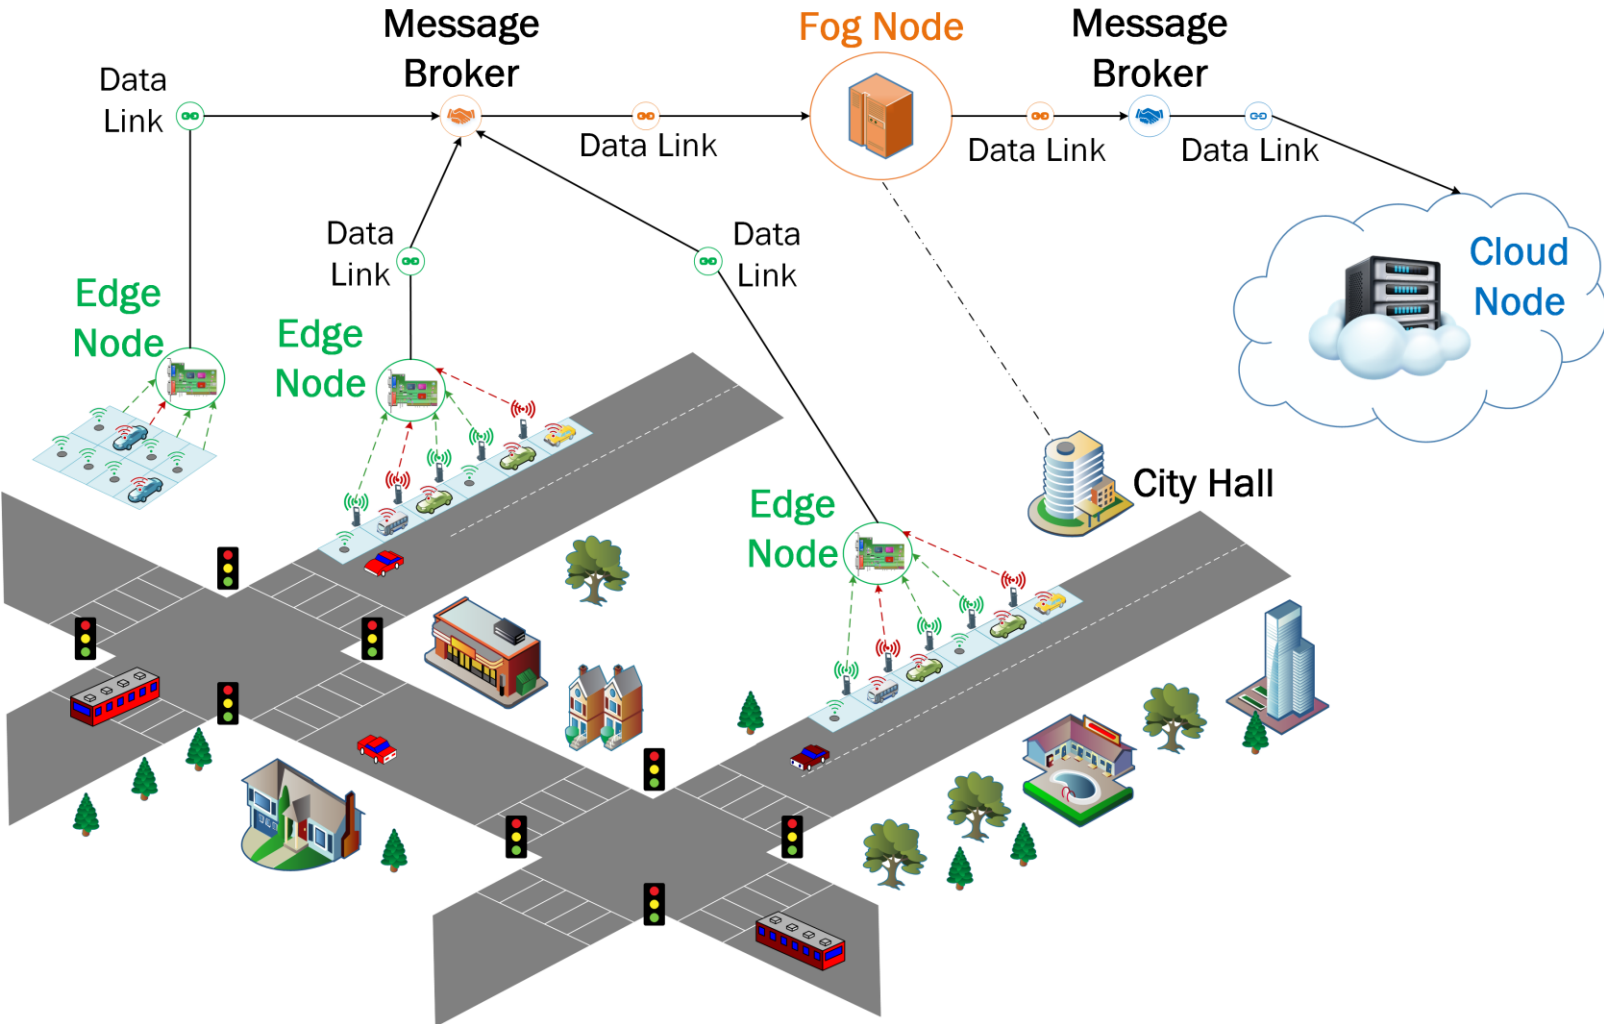 Message
Broker
Fog Node
Message
Broker
Data
Link
Data Link
Data Link
Data Link
Data
Link
Data
Link
Edge
Node
Edge
Node
Cloud
Node
City Hall
Edge
Node